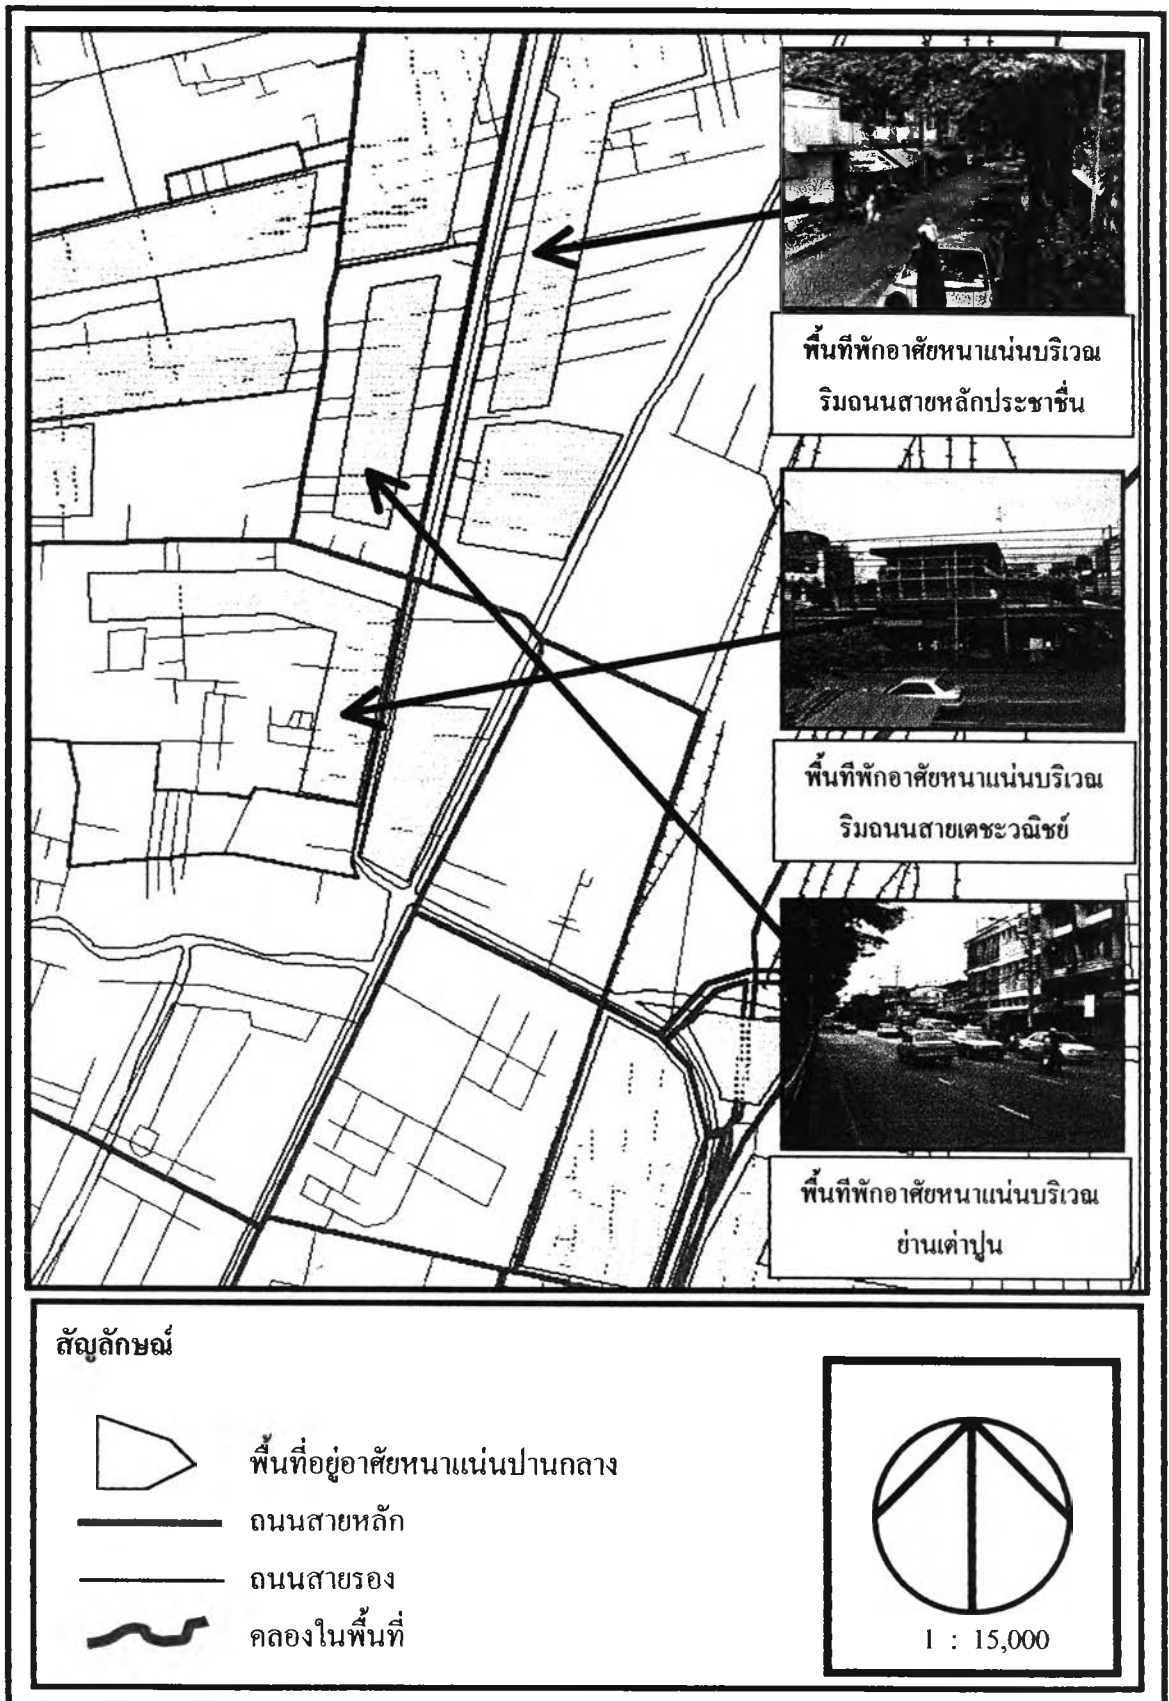 พื้นที่พักอาศัยหนาแน่นบริเวณ
ริมถนนสายหลักประชาชื่น
พื้นที่พักอาศัยหนาแน่นบริเวณ
ริมถนนสายเตชะวณิชย์
พื้นที่พักอาศัยหนาแน่นบริเวณ
ย่านเต่าปูน
สัญลักษณ์
พื้นที่อยู่อาศัยหนาแน่นปานกลาง
ถนนสายหลัก
ถนนสายรอง
คลองในพื้นที่
1 : 15,000